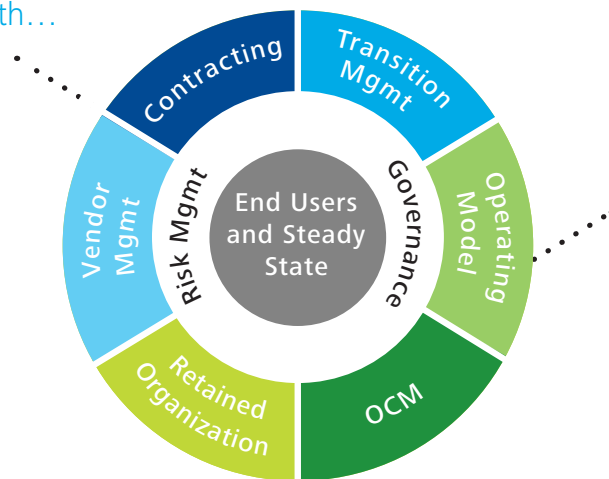 th…
Contracting
Transition
Mgmt
Operating
Model
OCM
Retained
Organization
Vendor
Mgmt
Risk Mgmt
Governance
End Users
and Steady
State